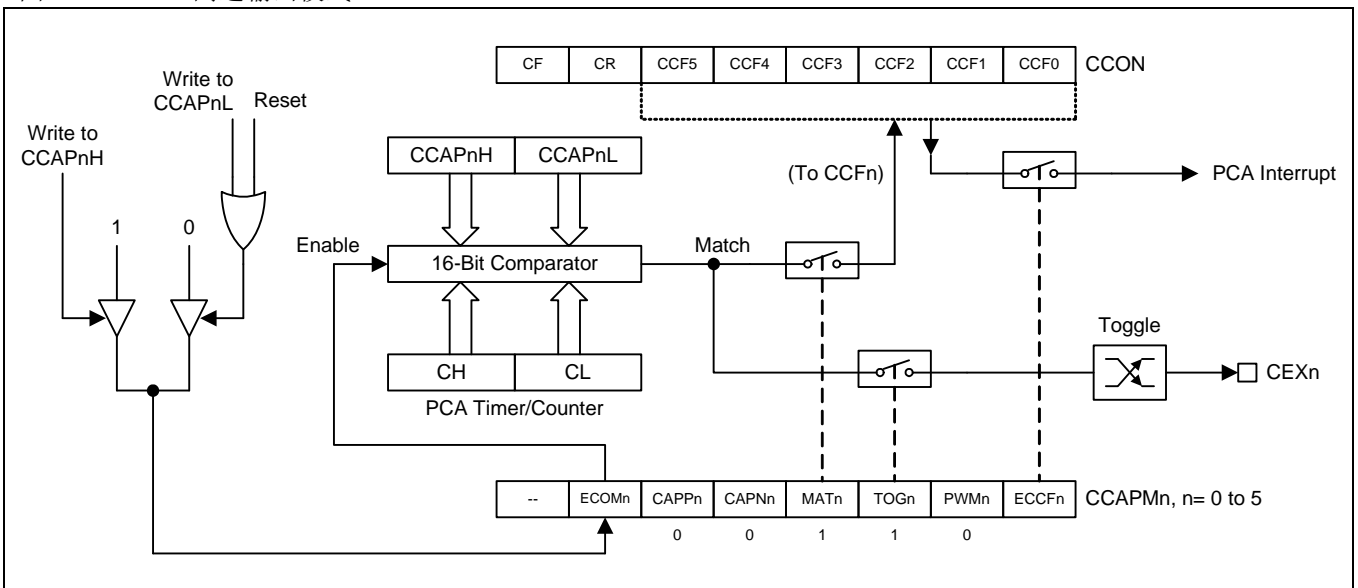 CF CR CCF5 CCF4 CCF3 CCF2 CCF1 CCF0 CCON
Write to
CCAPnL
Reset
Write to
CCAPnH
CCAPnH CCAPnL
(To CCFn)
PCA Interrupt
1 0
Enable
16-Bit Comparator
Match
Toggle
CH CL
CEXn
PCA Timer/Counter
-- ECOMn CAPPn CAPNn MATn TOGn PWMn ECCFn CCAPMn, n= 0 to 5
0 0 1 1 0